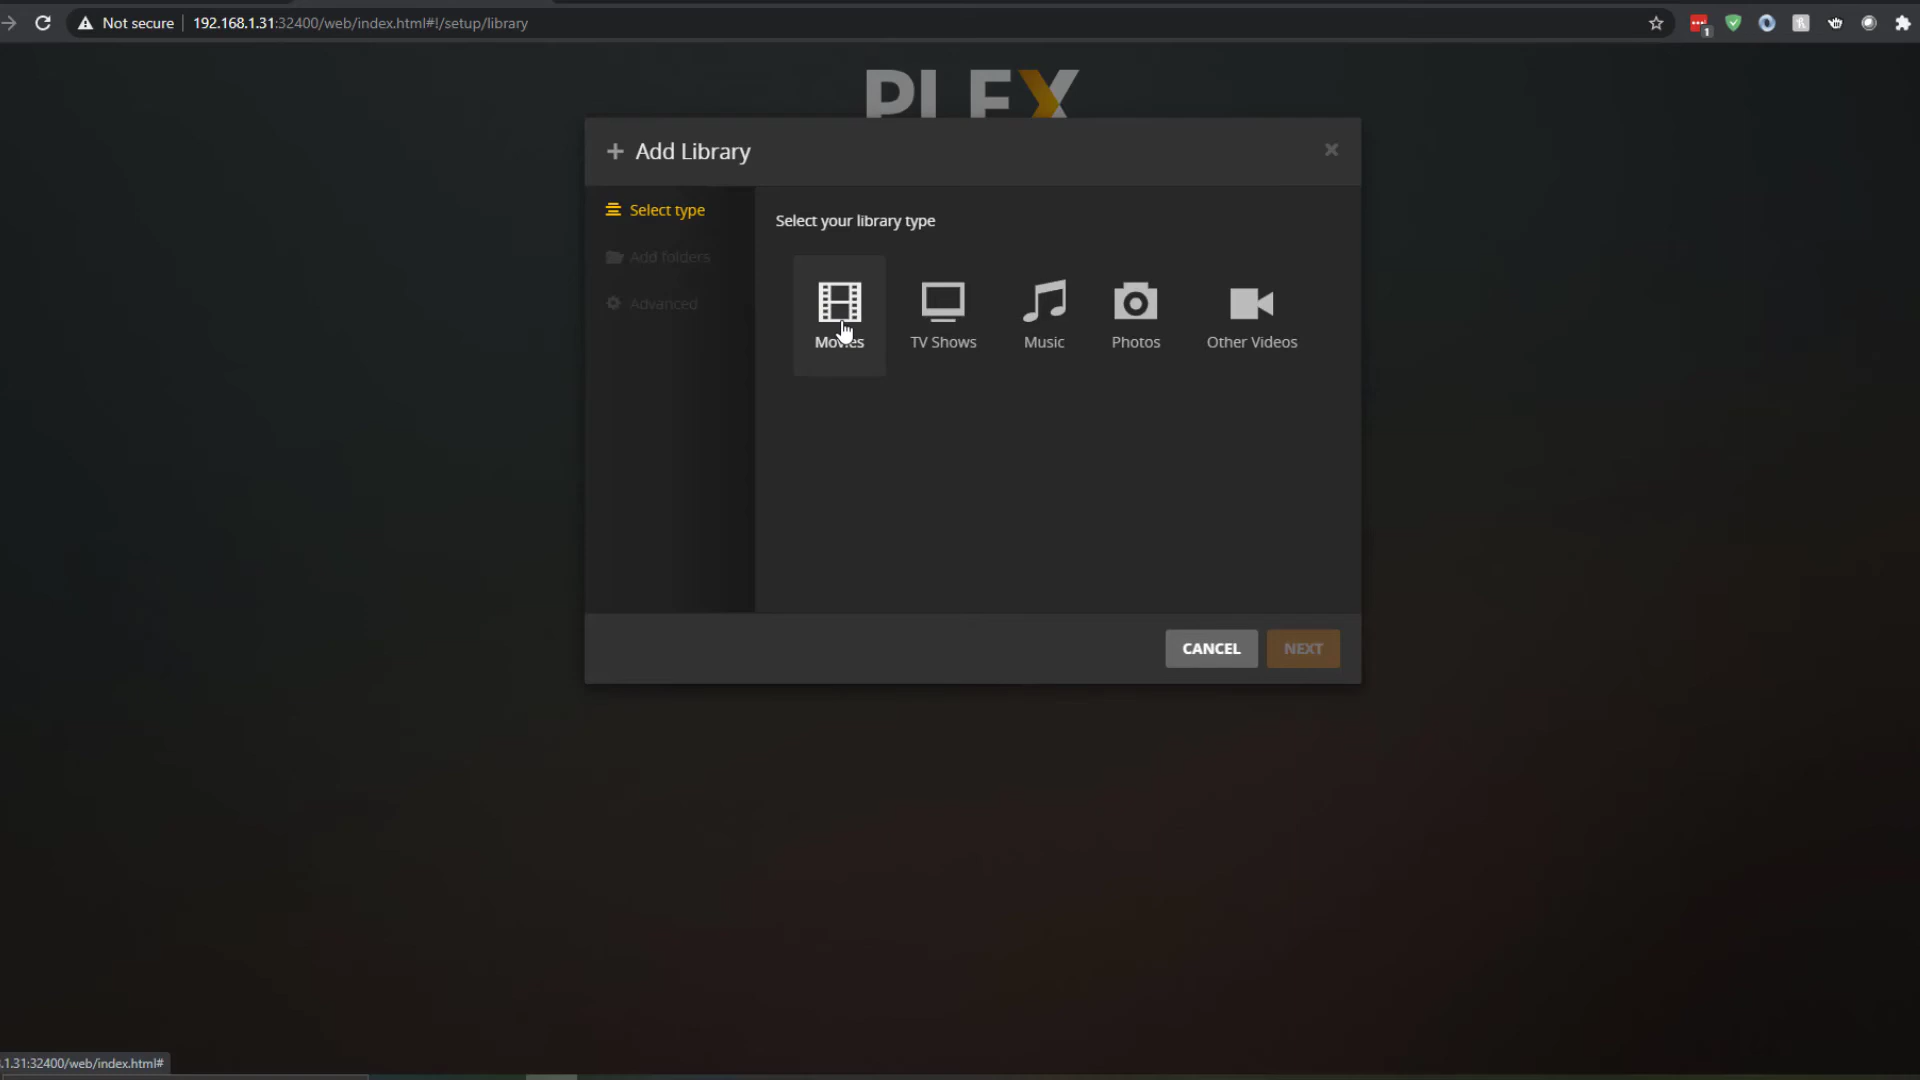 Not secure 192.168.1.31:32400/web/index.html#!/setup/library
1
PLEX
Add Library
Select type
Add folders
Advanced
Select your library type
Movies
TV Shows
Music
Photos
Other Videos
CANCEL
NEXT
.1.31:32400/web/index.html#